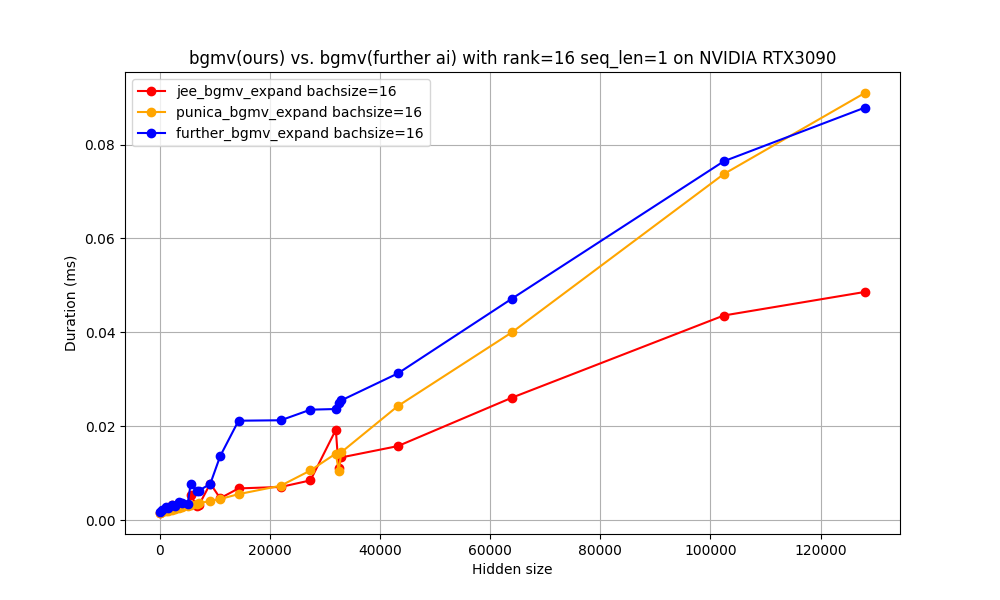 bgmv(ours) vs. bgmv(further ai) with rank=16 seq_len=1 on NVIDIA RTX3090
jee_bgmv_expand bachsize=16
punica_bgmv_expand bachsize=16
further_bgmv_expand bachsize=16
0.08
0.06
0.04
0.02
0.00
Duration (ms)
0 20000 40000 60000 80000 100000 120000
Hidden size